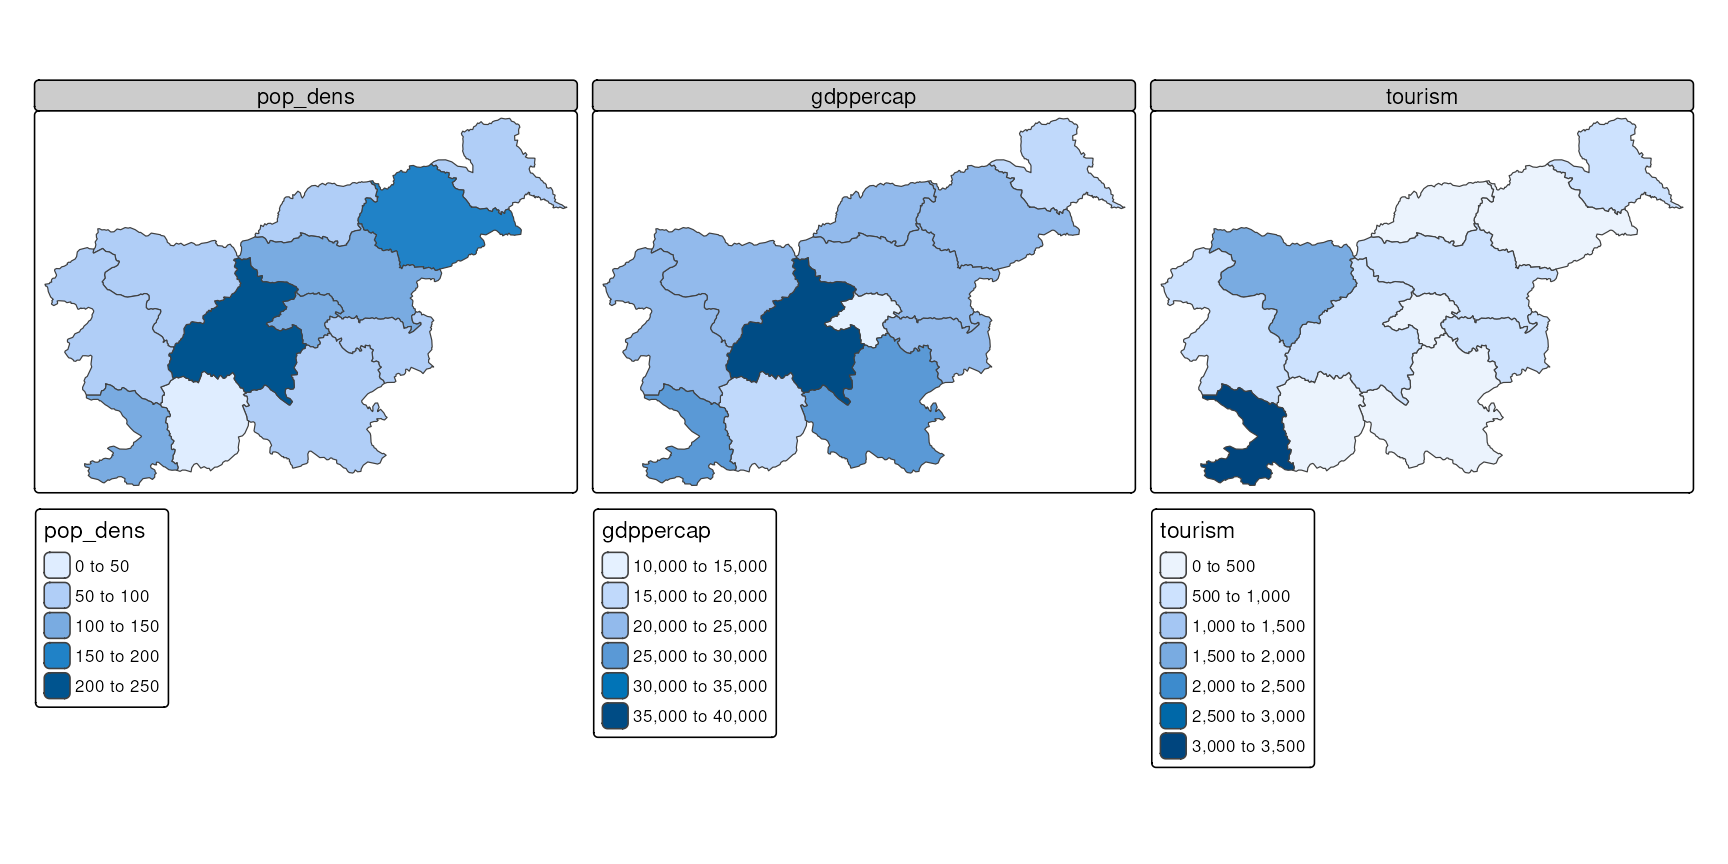 pop_dens
gdppercap
tourism
pop_dens
0 to 50
50 to 100
100 to 150
150 to 200
200 to 250
gdppercap
10,000 to 15,000
15,000 to 20,000
20,000 to 25,000
25,000 to 30,000
30,000 to 35,000
35,000 to 40,000
tourism
0 to 500
500 to 1,000
1,000 to 1,500
1,500 to 2,000
2,000 to 2,500
2,500 to 3,000
3,000 to 3,500